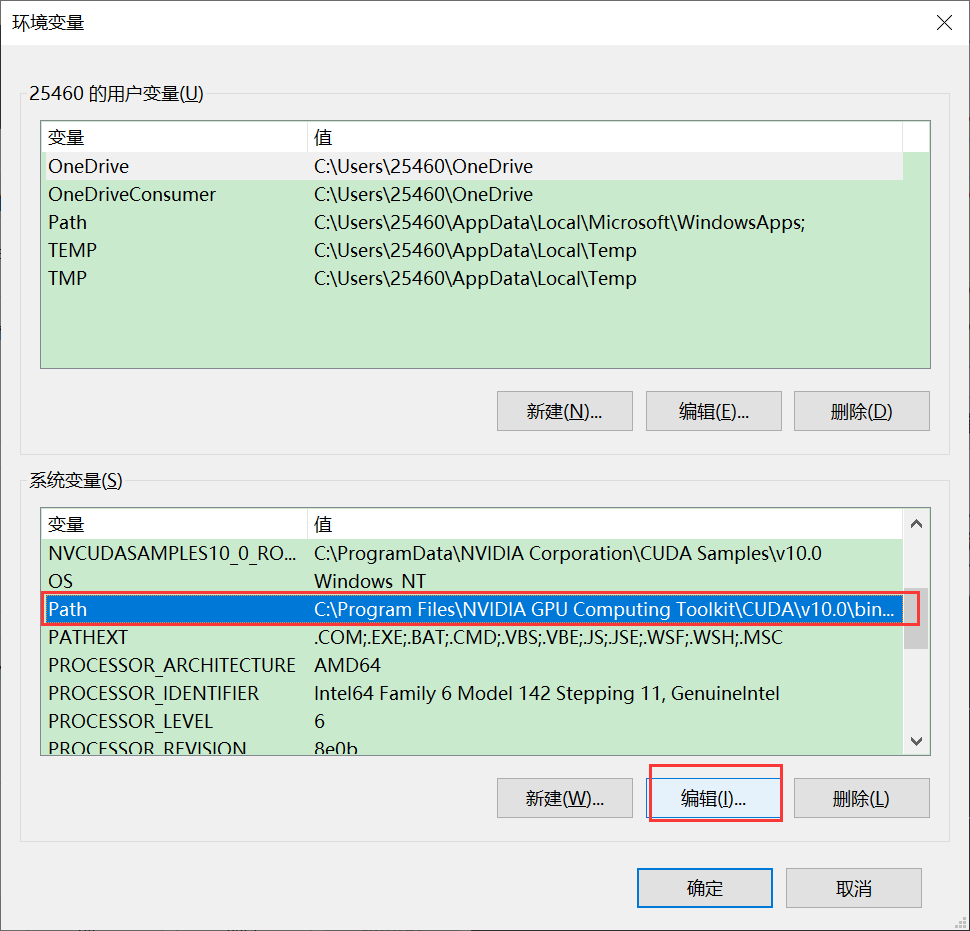 环境变量
25460 的用户变量(U)
变量 值
OneDrive C:\Users\25460\OneDrive
OneDriveConsumer C:\Users\25460\OneDrive
Path C:\Users\25460\AppData\Local\Microsoft\WindowsApps;
TEMP C:\Users\25460\AppData\Local\Temp
TMP C:\Users\25460\AppData\Local\Temp
新建(N)... 编辑(E)... 删除(D)
系统变量(S)
变量 值
NVCUDASAMPLES10_0_RO... C:\ProgramData\NVIDIA Corporation\CUDA Samples\v10.0
OS Windows_NT
Path C:\Program Files\NVIDIA GPU Computing Toolkit\CUDA\v10.0\bin...
PATHEXT .COM;.EXE;.BAT;.CMD;.VBS;.VBE;.JS;.JSE;.WSF;.WSH;.MSC
PROCESSOR_ARCHITECTURE AMD64
PROCESSOR_IDENTIFIER Intel64 Family 6 Model 142 Stepping 11, GenuineIntel
PROCESSOR_LEVEL 6
PROCESSOR_REVISION 8e0b
新建(W)... 编辑(I)... 删除(L)
确定 取消